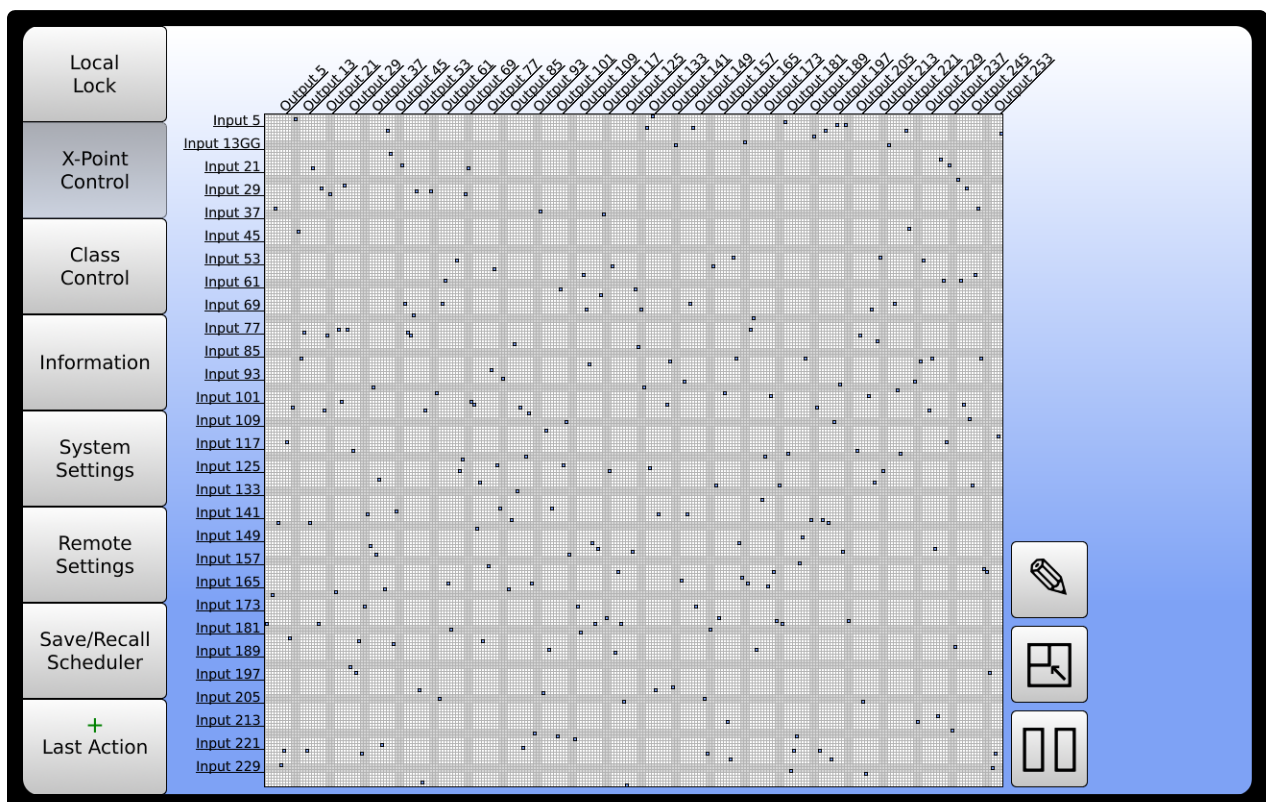 Local
Lock
X-Point
Control
Class
Control
Information
System
Settings
Remote
Settings
Save/Recall
Scheduler
+
Last Action
Output 5
Output 13
Output 21
Output 29
Output 37
Output 45
Output 53
Output 61
Output 69
Output 77
Output 85
Output 93
Output 101
Output 109
Output 117
Output 125
Output 133
Output 141
Output 149
Output 157
Output 165
Output 173
Output 181
Output 189
Output 197
Output 205
Output 213
Output 221
Output 229
Output 237
Output 245
Output 253
Input 5
Input 13GG
Input 21
Input 29
Input 37
Input 45
Input 53
Input 61
Input 69
Input 77
Input 85
Input 93
Input 101
Input 109
Input 117
Input 125
Input 133
Input 141
Input 149
Input 157
Input 165
Input 173
Input 181
Input 189
Input 197
Input 205
Input 213
Input 221
Input 229